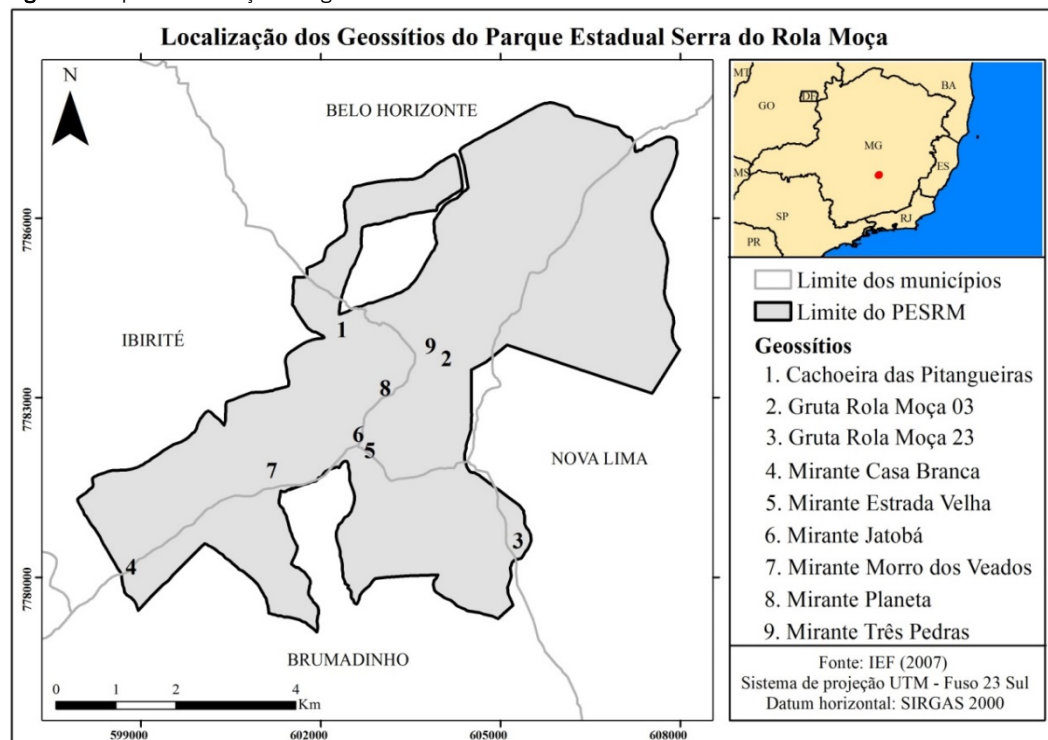 Localização dos Geossítios do Parque Estadual Serra do Rola Moça
N
BELO HORIZONTE
IBIRITÉ
NOVA LIMA
BRUMADINHO
1
9
2
8
6
5
7
3
4
7786000
7783000
7780000
599000
602000
605000
608000
0 1 2 4
Km
MT
GO
DF
BA
MG
MS
ES
SP
RJ
PR
Limite dos municípios
Limite do PESRM
Geossítios
1. Cachoeira das Pitangueiras
2. Gruta Rola Moça 03
3. Gruta Rola Moça 23
4. Mirante Casa Branca
5. Mirante Estrada Velha
6. Mirante Jatobá
7. Mirante Morro dos Veados
8. Mirante Planeta
9. Mirante Três Pedras
Fonte: IEF (2007)
Sistema de projeção UTM - Fuso 23 Sul
Datum horizontal: SIRGAS 2000